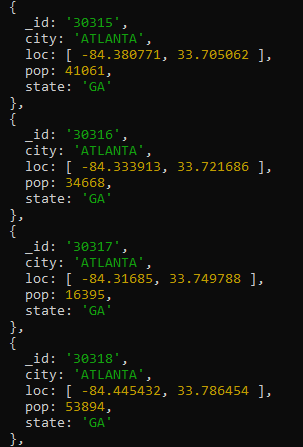 {
  _id: '30315',
  city: 'ATLANTA',
  loc: [ -84.380771, 33.705062 ],
  pop: 41061,
  state: 'GA'
},
{
  _id: '30316',
  city: 'ATLANTA',
  loc: [ -84.333913, 33.721686 ],
  pop: 34668,
  state: 'GA'
},
{
  _id: '30317',
  city: 'ATLANTA',
  loc: [ -84.31685, 33.749788 ],
  pop: 16395,
  state: 'GA'
},
{
  _id: '30318',
  city: 'ATLANTA',
  loc: [ -84.445432, 33.786454 ],
  pop: 53894,
  state: 'GA'
},